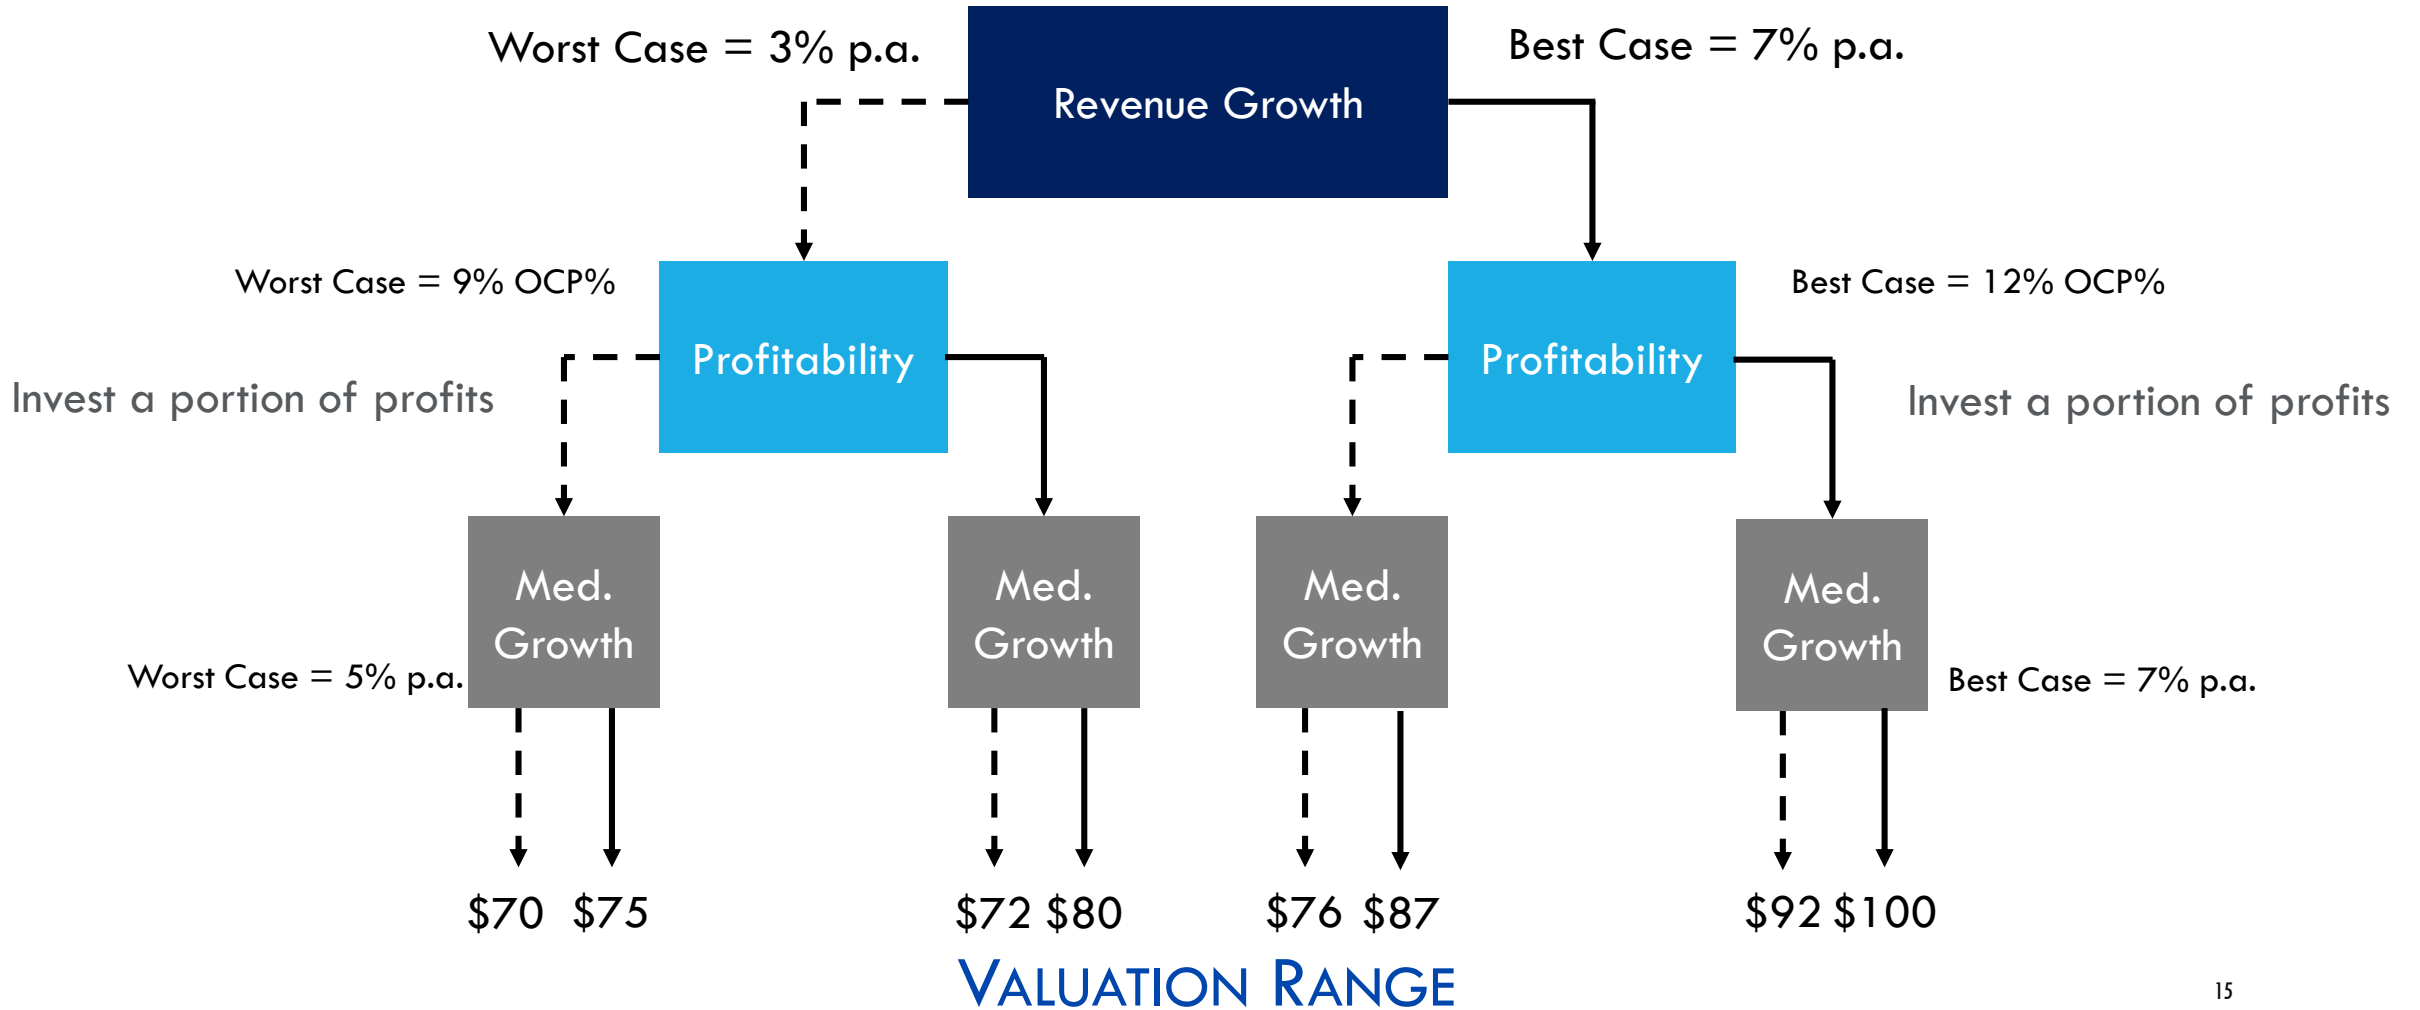 Worst Case = 3% p.a.
Best Case = 7% p.a.
Revenue Growth
Worst Case = 9% OCP%
Best Case = 12% OCP%
Profitability
Profitability
Invest a portion of profits
Invest a portion of profits
Med.
Growth
Med.
Growth
Med.
Growth
Med.
Growth
Worst Case = 5% p.a.
Best Case = 7% p.a.
$70 $75 $72 $80 $76 $87 $92 $100
VALUATION RANGE
15